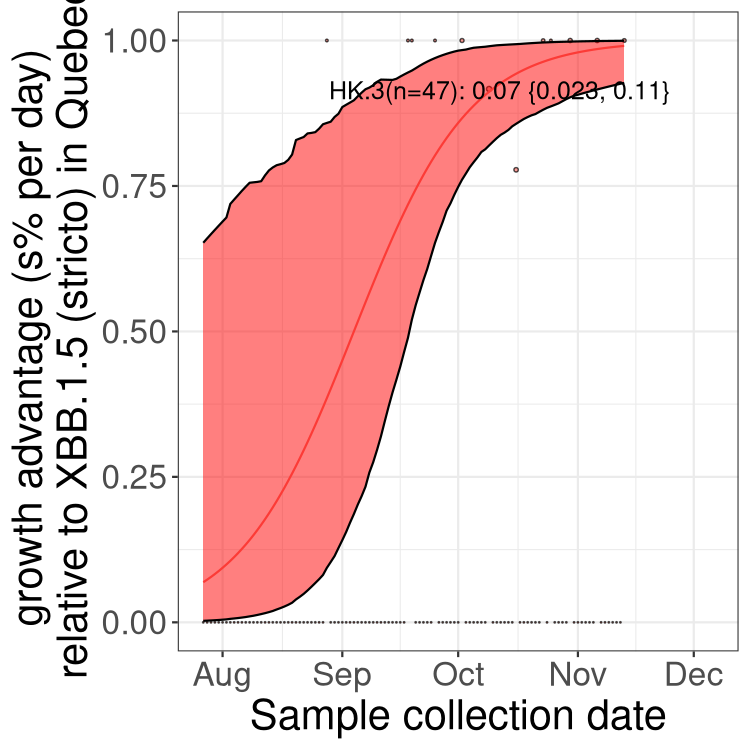 growth advantage (s% per day)
relative to XBB.1.5 (stricto) in Quebec
1.00
0.75
0.50
0.25
0.00
HK.3(n=47): 0.07 {0.023, 0.11}
Aug Sep Oct Nov Dec
Sample collection date